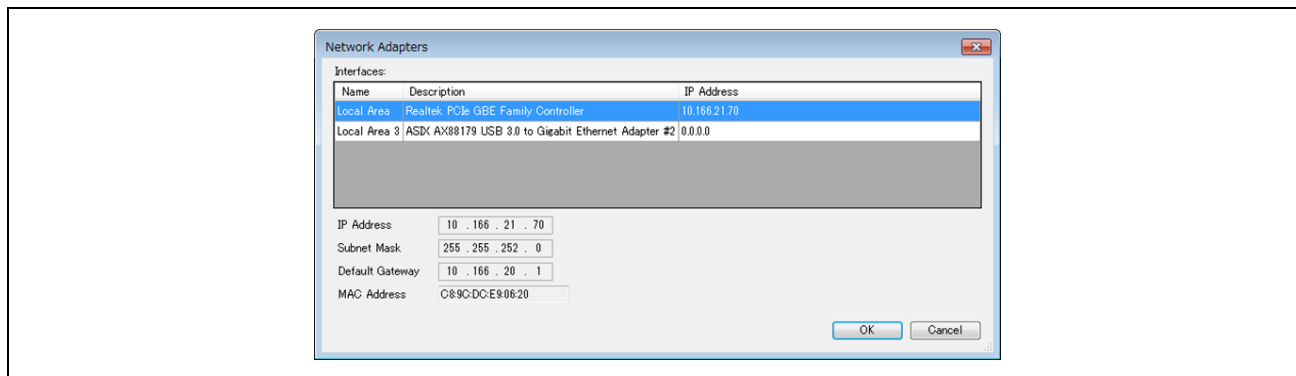 Network Adapters
Interfaces:
Name Description IP Address
Local Area Realtek PCIe GBE Family Controller 10.166.21.70
Local Area 3 ASIX AX88179 USB 3.0 to Gigabit Ethernet Adapter #2 0.0.0.0
IP Address 10 . 166 . 21 . 70
Subnet Mask 255 . 255 . 252 . 0
Default Gateway 10 . 166 . 20 . 1
MAC Address C8:9C:DC:E9:06:20
OK Cancel